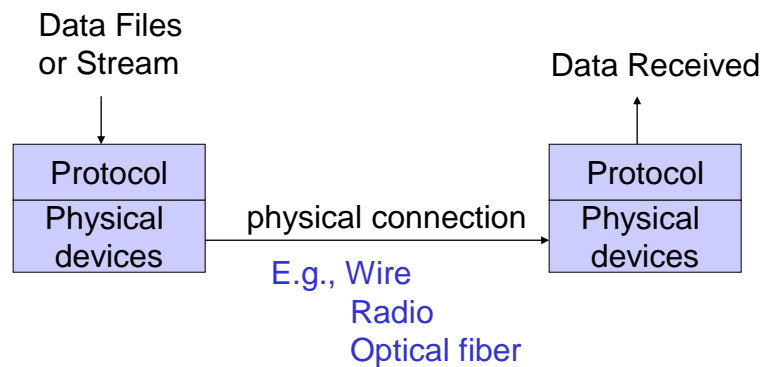 Data Files
or Stream
Data Received
Protocol
Physical
devices
physical connection
E.g., Wire
Radio
Optical fiber
Protocol
Physical
devices